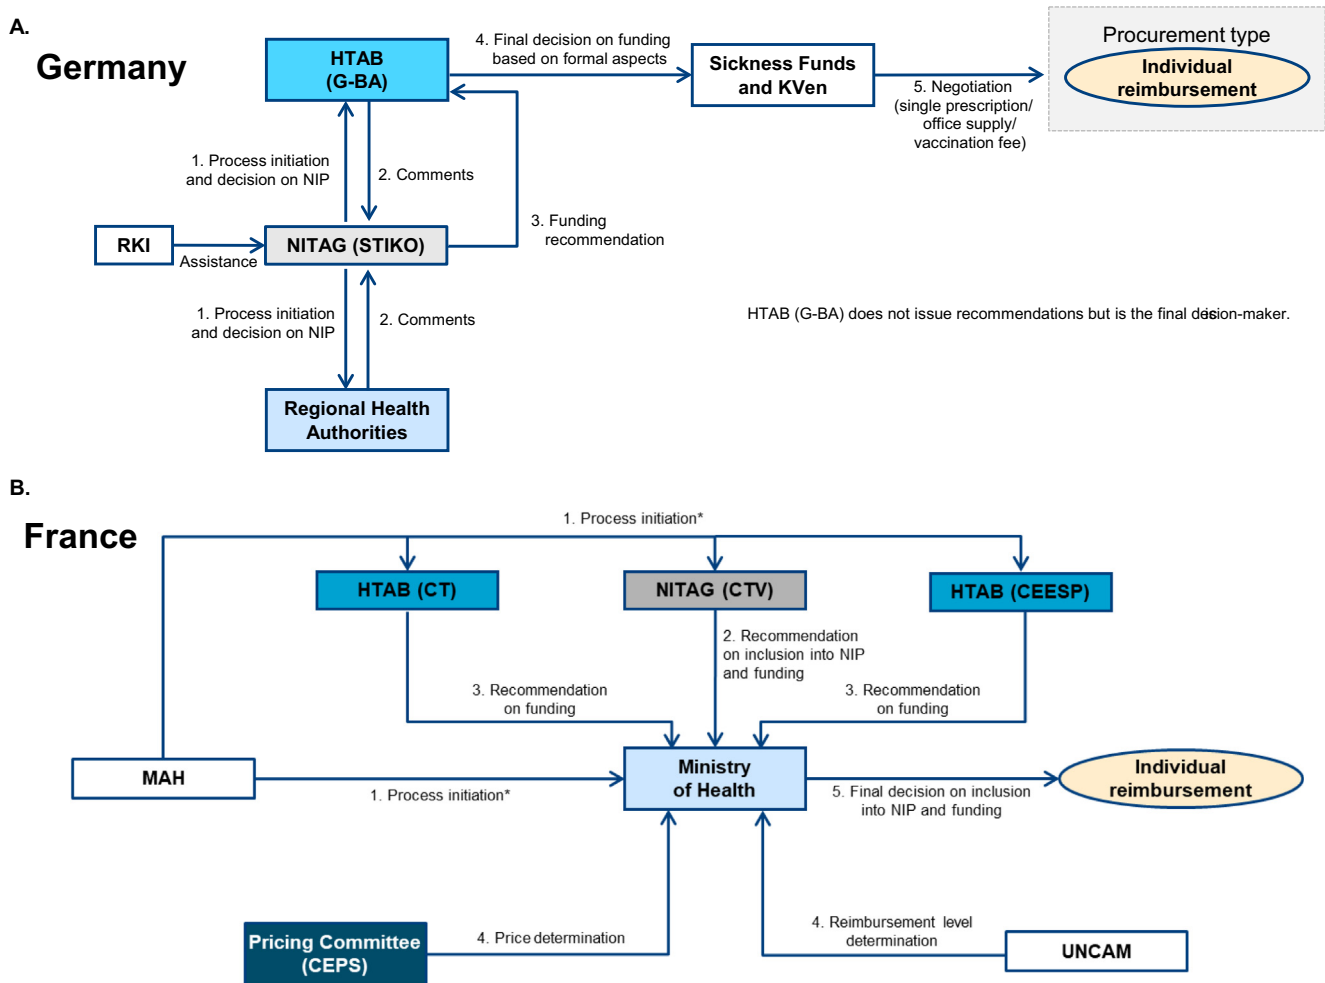 A.
Germany
HTAB
(G-BA)
4. Final decision on funding
based on formal aspects
Sickness Funds
and KVen
5. Negotiation
(single prescription/
office supply/
vaccination fee)
Procurement type
Individual
reimbursement
1. Process initiation
and decision on NIP
2. Comments
3. Funding
recommendation
RKI
Assistance
NITAG (STIKO)
1. Process initiation
and decision on NIP
2. Comments
HTAB (G-BA) does not issue recommendations but is the final decision-maker.
Regional Health
Authorities
B.
France
1. Process initiation*
HTAB (CT)
NITAG (CTV)
HTAB (CEESP)
2. Recommendation
on inclusion into NIP
and funding
3. Recommendation
on funding
3. Recommendation
on funding
MAH
1. Process initiation*
Ministry
of Health
5. Final decision on inclusion
into NIP and funding
Individual
reimbursement
Pricing Committee
(CEPS)
4. Price determination
4. Reimbursement level
determination
UNCAM